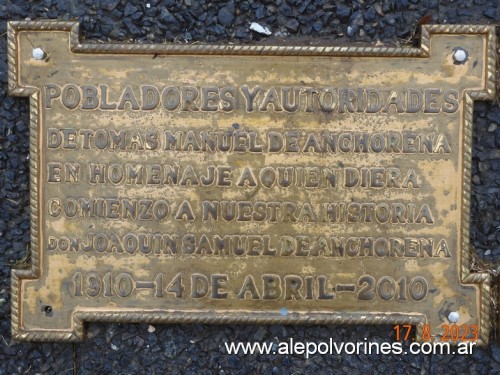 POBLADORES Y AUTORIDADES
DE TOMAS MANUEL DE ANCHORENA
EN HOMENAJE A QUIEN DIERA
COMIENZO A NUESTRA HISTORIA
DON JOAQUIN SAMUEL DE ANCHORENA
1910-14 DE ABRIL-2010-
17 8 2023
www.alepolvorines.com.ar